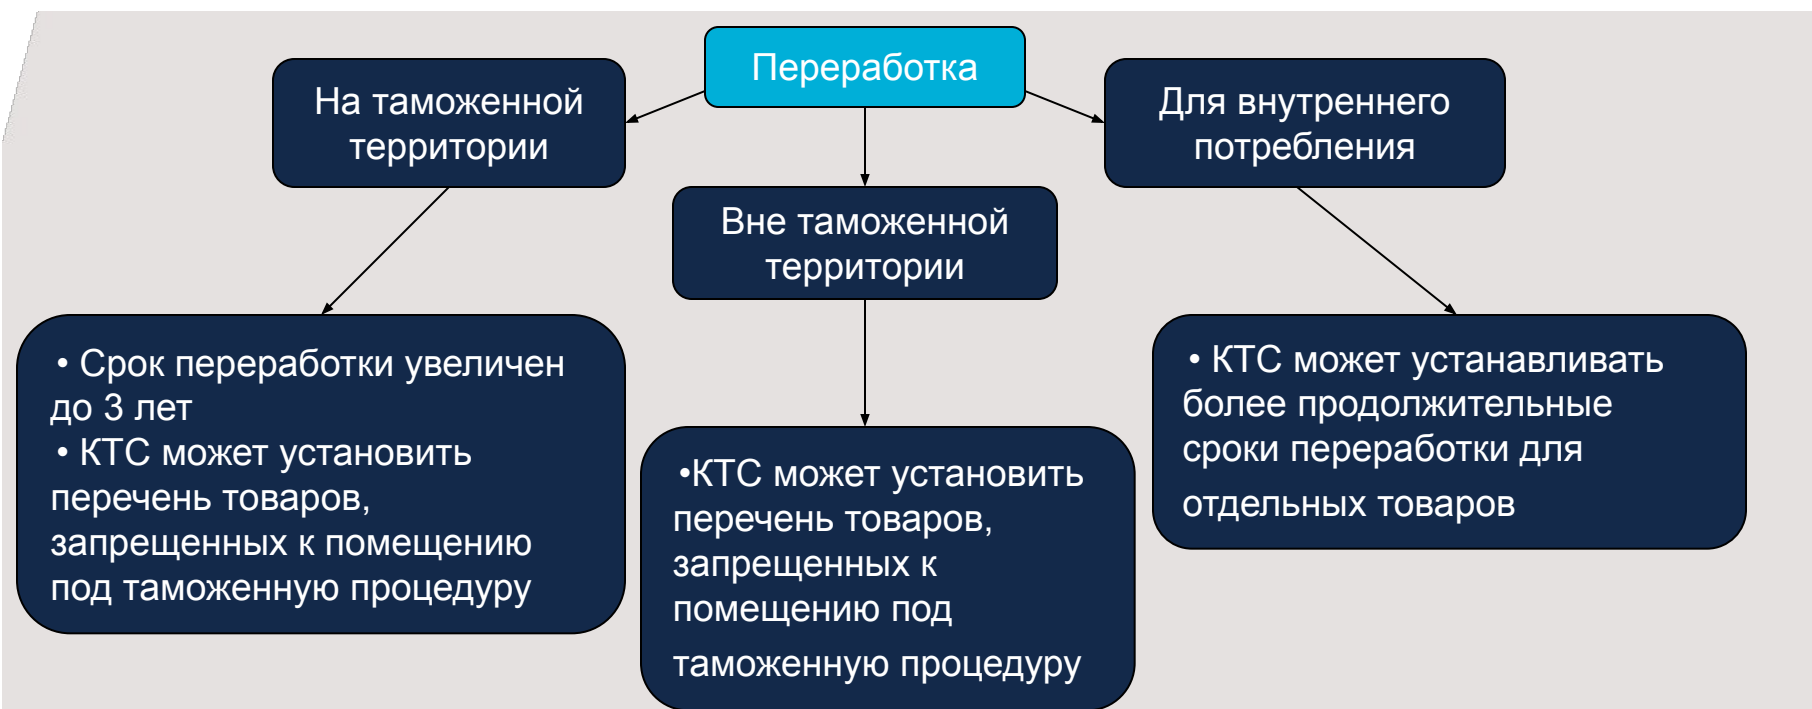 Переработка
На таможенной
территории
Вне таможенной
территории
Для внутреннего
потребления
• Срок переработки увеличен
до 3 лет
• КТС может установить
перечень товаров,
запрещенных к помещению
под таможенную процедуру
•КТС может установить
перечень товаров,
запрещенных к
помещению под
таможенную процедуру
• КТС может устанавливать
более продолжительные
сроки переработки для
отдельных товаров